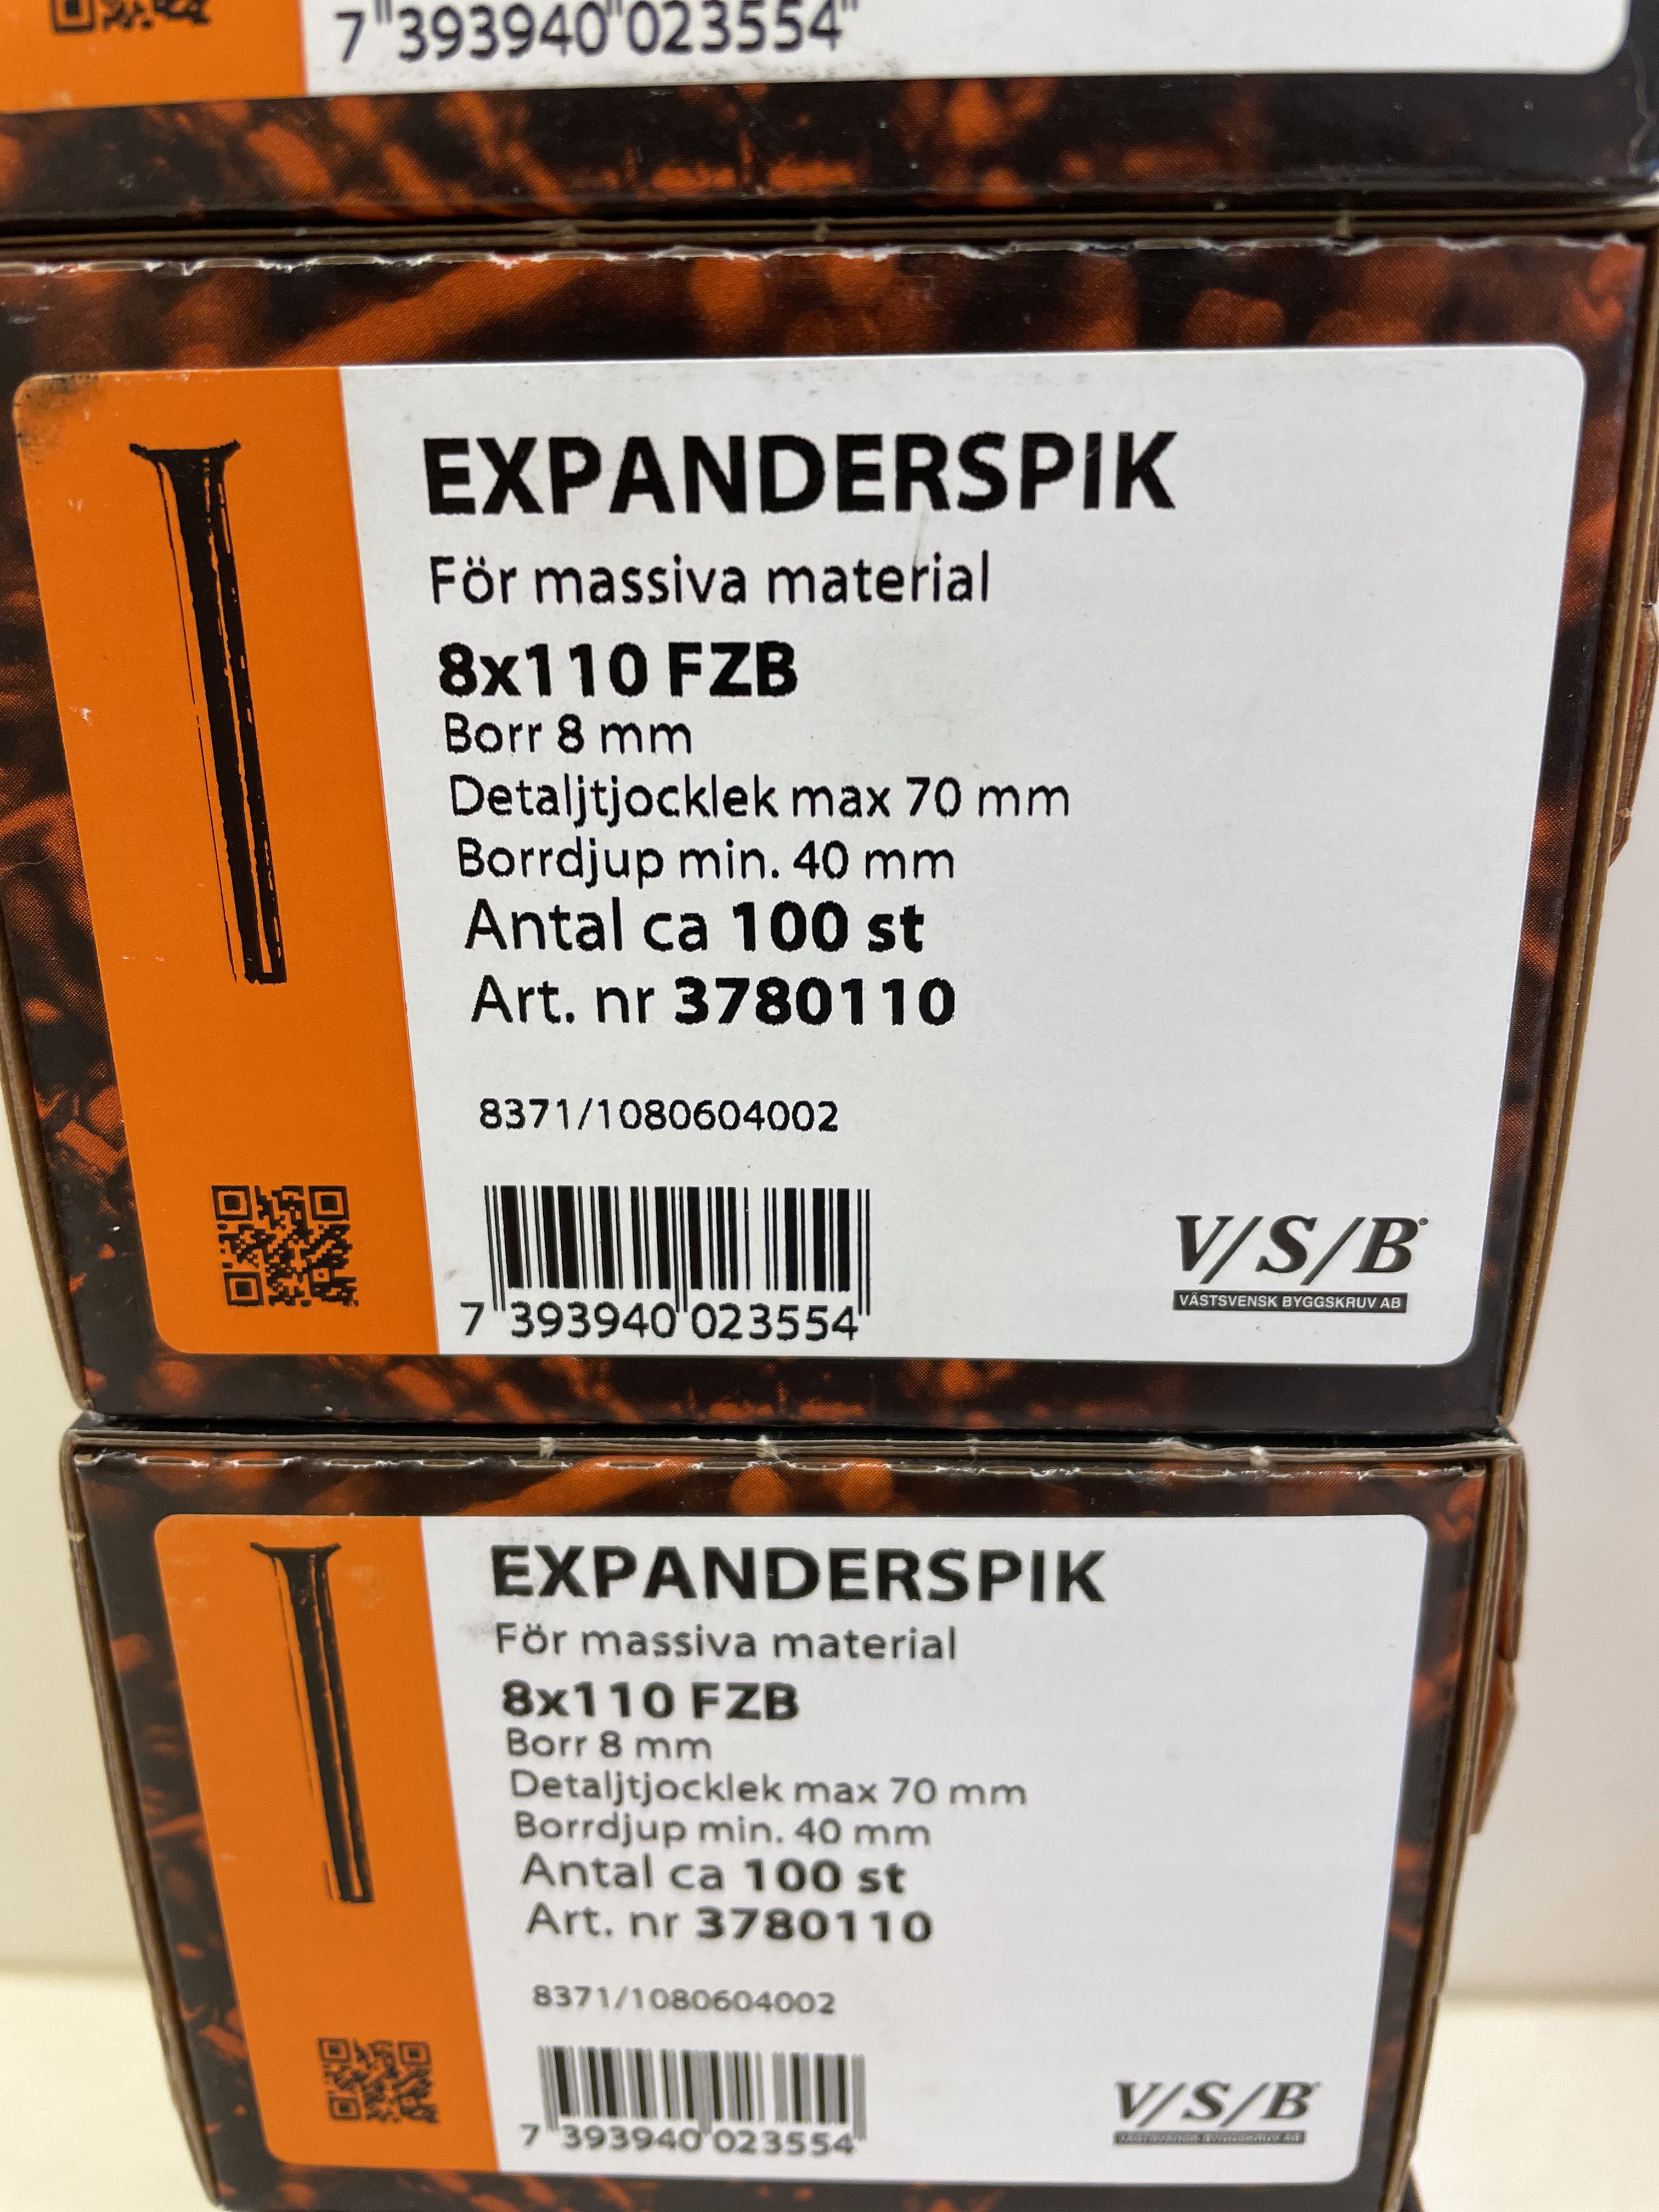 7 393940 023554
EXPANDERSPIK
För massiva material
8x110 FZB
Borr 8 mm
Detaljtjocklek max 70 mm
Borrdjup min. 40 mm
Antal ca 100 st
Art. nr 3780110
8371/1080604002
7 393940 023554
V/S/B
VÄSTSVENSK BYGGSKRUV AB
EXPANDERSPIK
För massiva material
8x110 FZB
Borr 8 mm
Detaljtjocklek max 70 mm
Borrdjup min. 40 mm
Antal ca 100 st
Art. nr 3780110
8371/1080604002
7 393940 023554
V/S/B
VÄSTSVENSK BYGGSKRUV AB